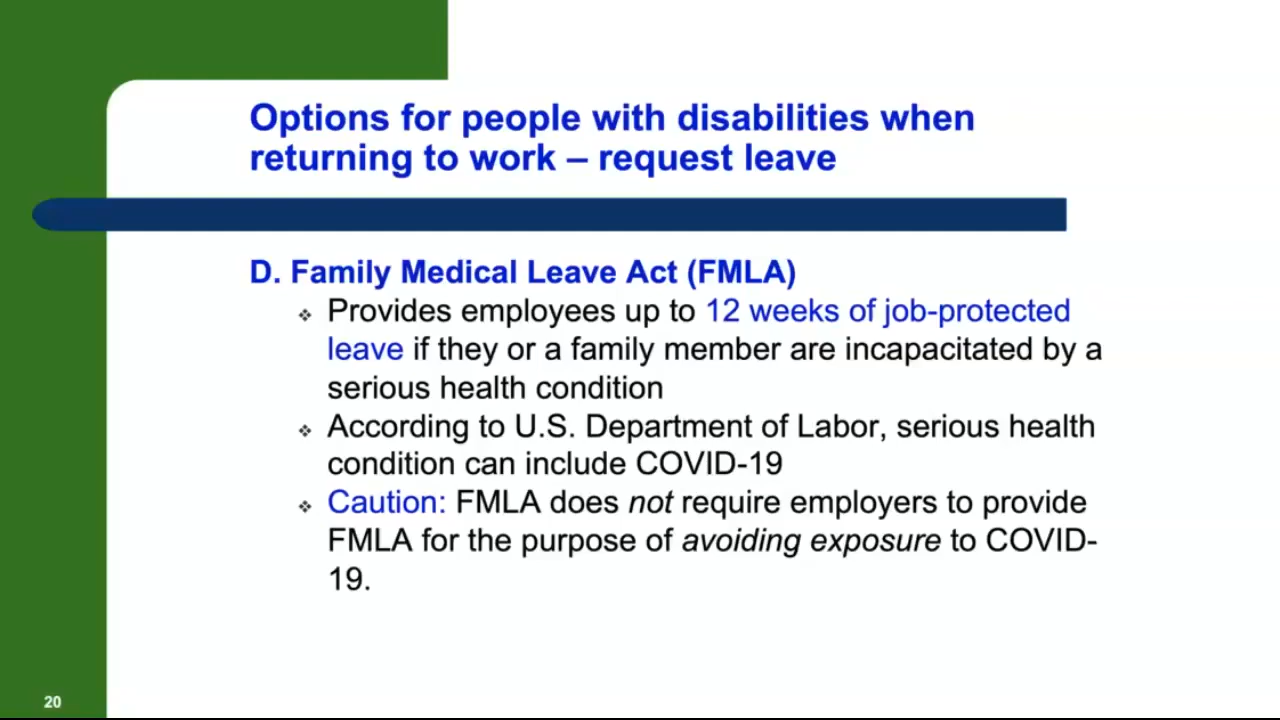 Options for people with disabilities when
returning to work – request leave
D. Family Medical Leave Act (FMLA)
❖ Provides employees up to 12 weeks of job-protected
leave if they or a family member are incapacitated by a
serious health condition
❖ According to U.S. Department of Labor, serious health
condition can include COVID-19
❖ Caution: FMLA does not require employers to provide
FMLA for the purpose of avoiding exposure to COVID-
19.
20